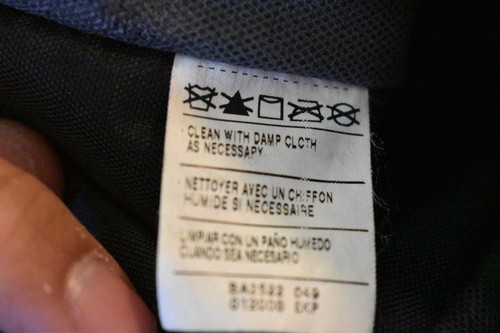 · CLEAN WITH DAMP CLOTH
AS NECESSARY
· NETTOYER AVEC UN CHIFFON
HUMIDE SI NECESSAIRE
LIMPIAR CON UN PAÑO HUMEDO
CUANDO SEA NECESARIO
BA2522 049
012008 EKP